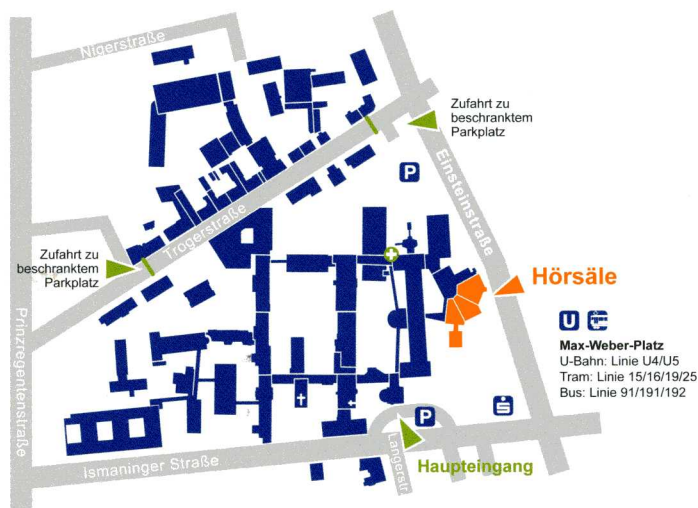 Nigerstraße
Zufahrt zu
beschranktem
Parkplatz
P
Einsteinstraße
Trogerstraße
Zufahrt zu
beschranktem
Parkplatz
Hörsäle
Prinzregentenstraße
U
Max-Weber-Platz
U-Bahn: Linie U4/U5
Tram: Linie 15/16/19/25
Bus: Linie 91/191/192
P
S
Ismaninger Straße
Langerstr
Haupteingang